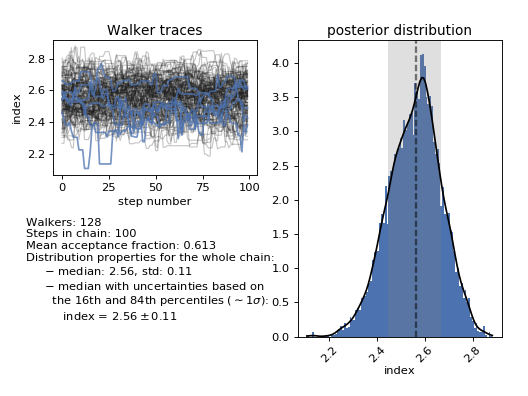 Walker traces
index
2.8
2.6
2.4
2.2
0
25
50
75
100
step number
Walkers: 128
Steps in chain: 100
Mean acceptance fraction: 0.613
Distribution properties for the whole chain:
− median: 2.56, std: 0.11
− median with uncertainties based on
the 16th and 84th percentiles (∼1σ):
index = 2.56 ± 0.11
posterior distribution
4.0
3.5
3.0
2.5
2.0
1.5
1.0
0.5
0.0
2.2
2.4
2.6
2.8
index